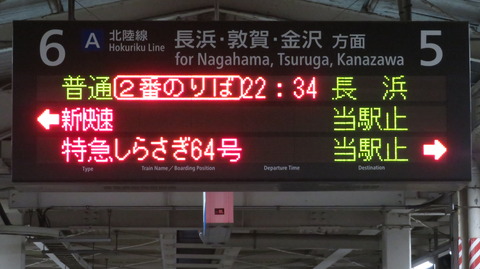 6 A 北陸線 長浜・敦賀・金沢 方面 5
Hokuriku Line for Nagahama, Tsuruga, Kanazawa
普通 2番のりば 22:34 長浜
← 新快速 当駅止
特急 しらさぎ64号 当駅止 →
Type Train Name／Boarding Position Departure Time Destination